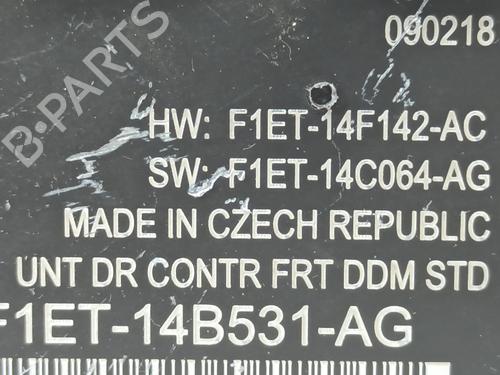 090218
HW: F1ET-14F142-AC
SW: F1ET-14C064-AG
MADE IN CZECH REPUBLIC
UNT DR CONTR FRT DDM STD
F1ET-14B531-AG
B-PARTS